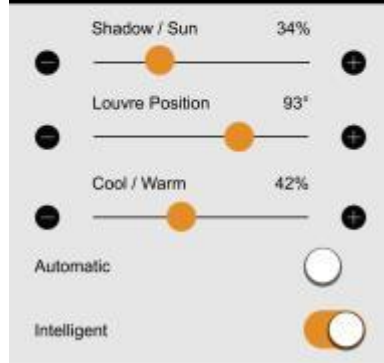 Shadow / Sun 34%
Louvre Position 93°
Cool / Warm 42%
Automatic
Intelligent